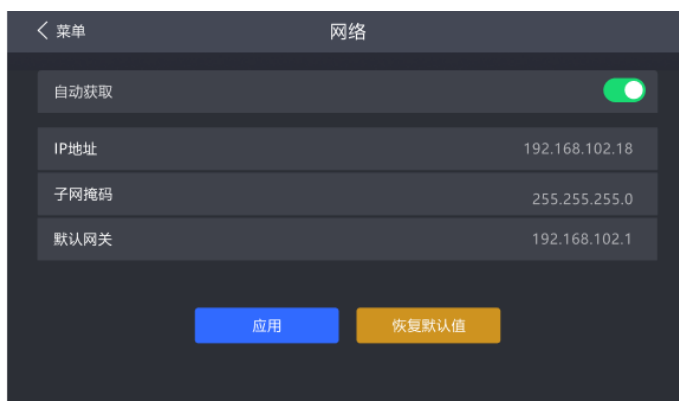 菜单 网络
自动获取
IP地址 192.168.102.18
子网掩码 255.255.255.0
默认网关 192.168.102.1
应用 恢复默认值